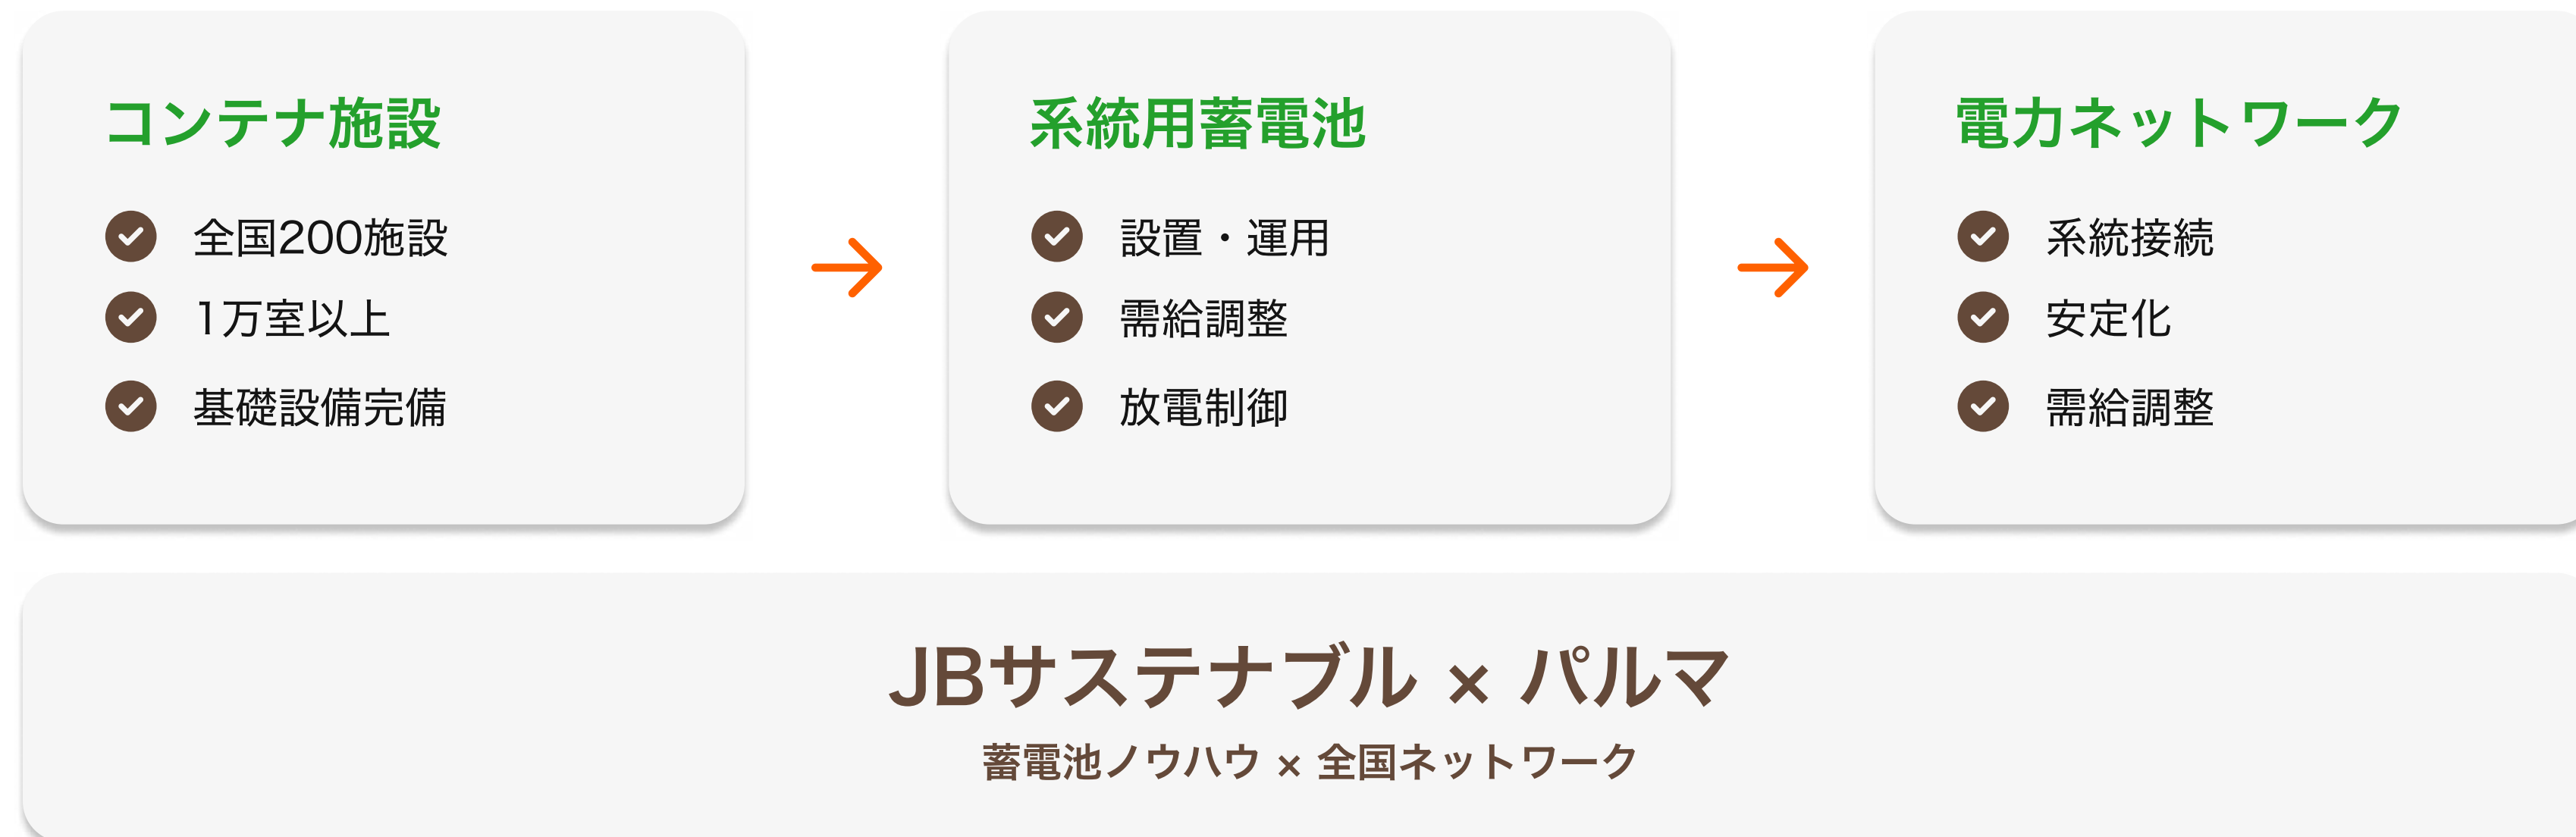 コンテナ施設
全国200施設
1万室以上
基礎設備完備
系統用蓄電池
設置・運用
需給調整
放電制御
電力ネットワーク
系統接続
安定化
需給調整
JBサステナブル × パルマ
蓄電池ノウハウ × 全国ネットワーク